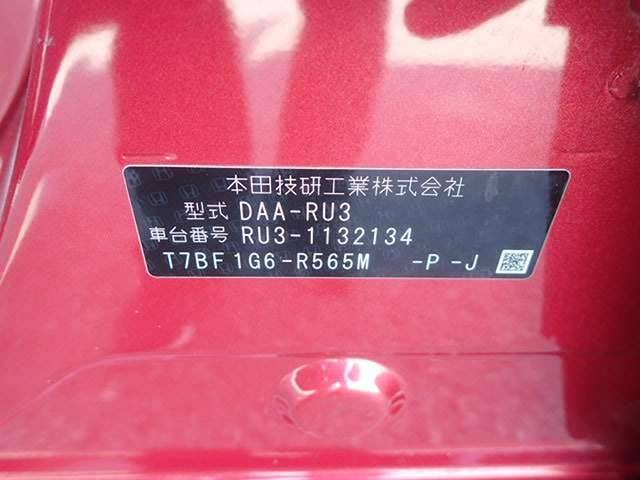 本田技研工業株式会社
型式 DAA-RU3
車台番号 RU3-1132134
T7BF1G6-R565M -P-J